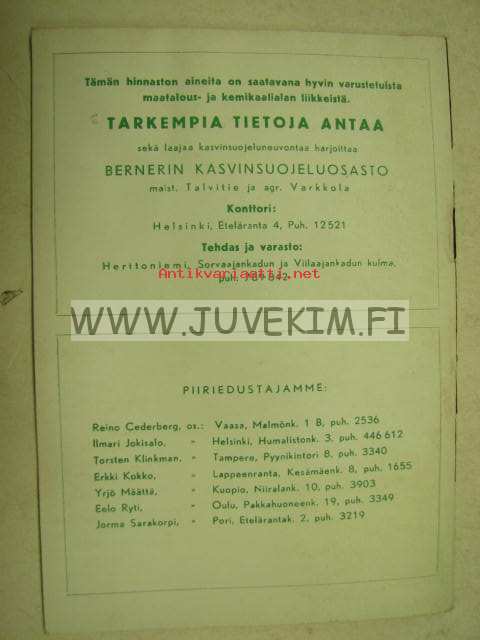 Tämän hinnaston aineita on saatavana hyvin varustetuista
maatalous- ja kemikaalialan liikkeistä.
TARKEMPIA TIETOJA ANTAA
sekä laajaa kasvinsuojeluneuvontaa harjoittaa
BERNERIN KASVINSUOJELUOSASTO
maist. Talvitie ja agr. Varkkola
Konttori:
Helsinki, Eteläranta 4, Puh. 12521
Tehdas ja varasto:
Herttoniemi, Sorvaajankadun ja Viilaajankadun kulma,
Antikvariaatti.net
puh. 781 842
WWW.JUVEKIM.FI
PIIRIEDUSTAJAMME:
Reino Cederberg, os.: Vaasa, Malmönk. 1 B, puh. 2536
Ilmari Jokisalo, " Helsinki, Humalistonk. 3, puh. 446 612
Torsten Klinkman, " Tampere, Pyynikintori 8, puh. 3340
Erkki Kokko, " Lappeenranta, Kesämäenk. 8, puh. 1655
Yrjö Määttä, " Kuopio, Niiralank. 10, puh. 3903
Eelo Ryti, " Oulu, Pakkahuoneenk. 19, puh. 3349
Jorma Sarakorpi, " Pori, Etelärantak. 2, puh. 3219